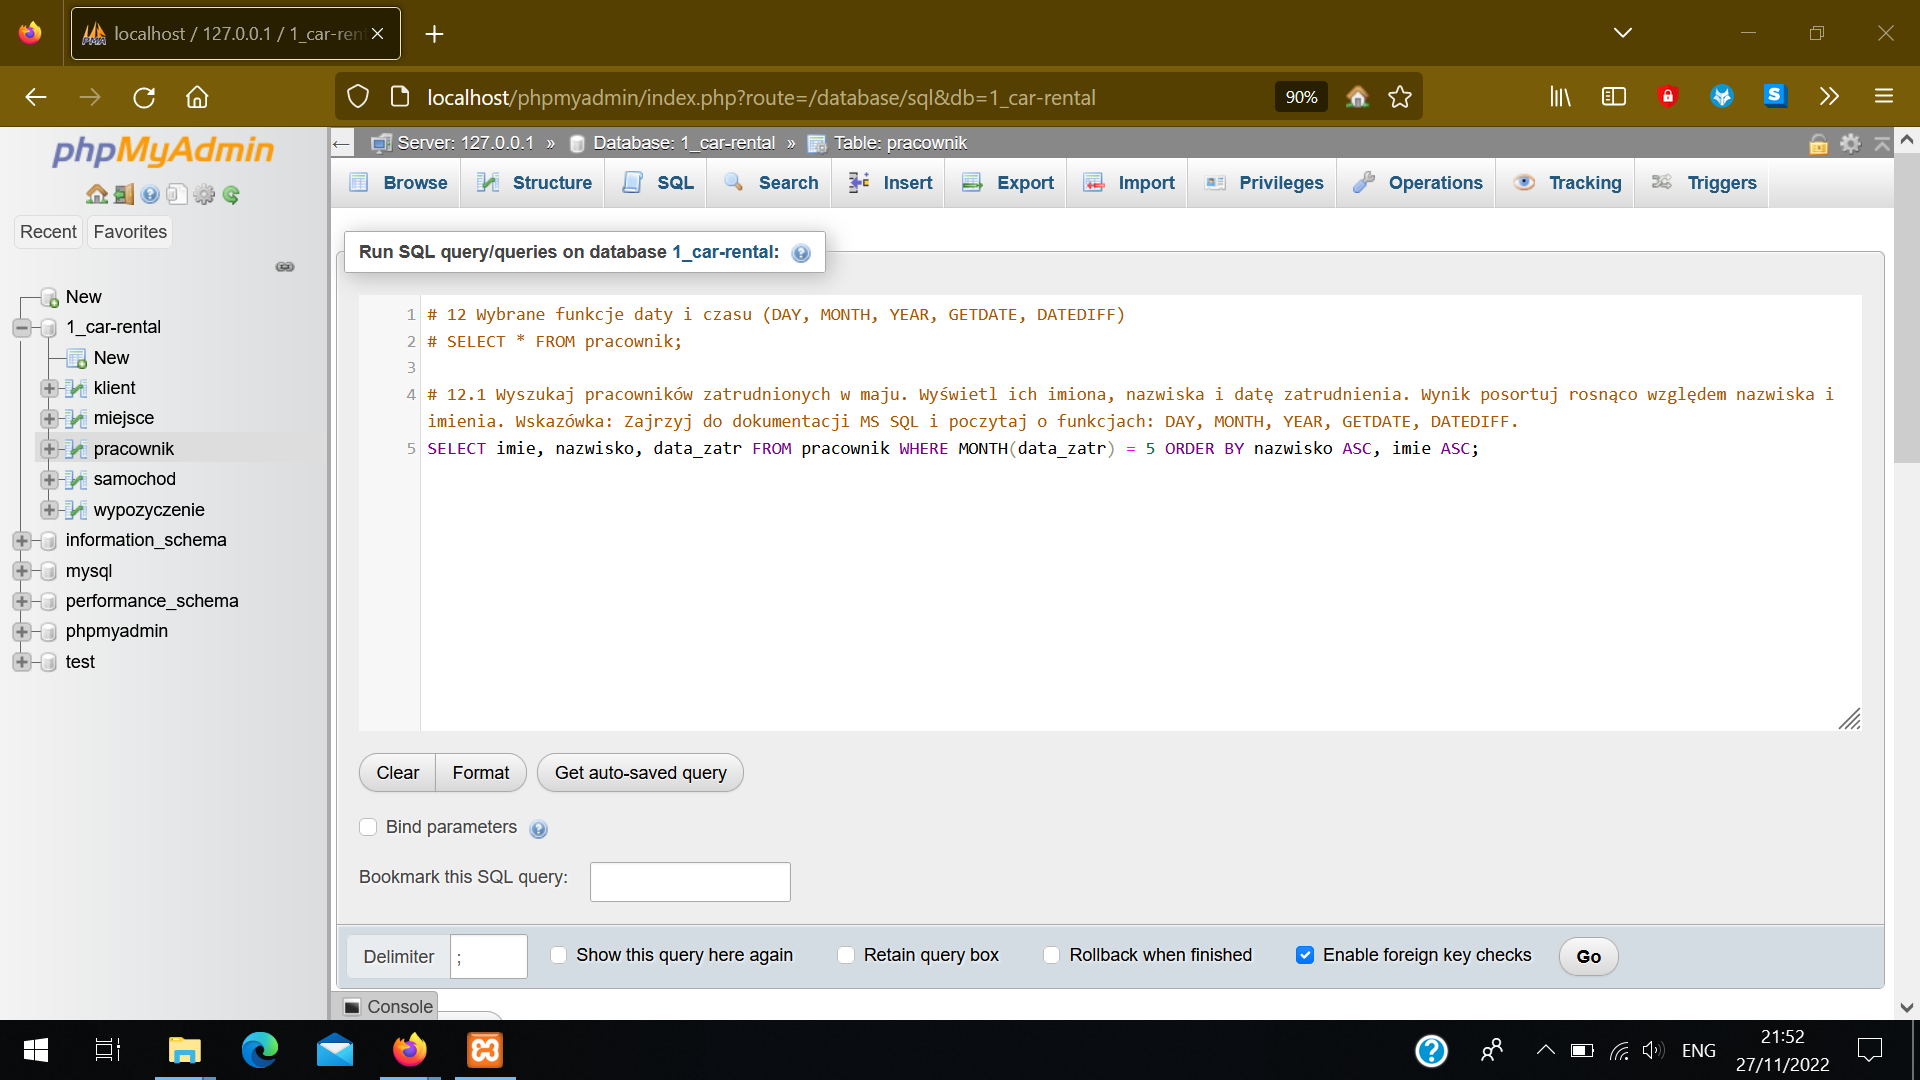 localhost / 127.0.0.1 / 1_car-ren
localhost/phpmyadmin/index.php?route=/database/sql&db=1_car-rental
90%
phpMyAdmin
Recent
Favorites
New
1_car-rental
New
klient
miejsce
pracownik
samochod
wypozyczenie
information_schema
mysql
performance_schema
phpmyadmin
test
Server: 127.0.0.1 » Database: 1_car-rental » Table: pracownik
Browse
Structure
SQL
Search
Insert
Export
Import
Privileges
Operations
Tracking
Triggers
Run SQL query/queries on database 1_car-rental:
1 # 12 Wybrane funkcje daty i czasu (DAY, MONTH, YEAR, GETDATE, DATEDIFF)
2 # SELECT * FROM pracownik;
3
4 # 12.1 Wyszukaj pracowników zatrudnionych w maju. Wyświetl ich imiona, nazwiska i datę zatrudnienia. Wynik posortuj rosnąco względem nazwiska i
imienia. Wskazówka: Zajrzyj do dokumentacji MS SQL i poczytaj o funkcjach: DAY, MONTH, YEAR, GETDATE, DATEDIFF.
5 SELECT imie, nazwisko, data_zatr FROM pracownik WHERE MONTH(data_zatr) = 5 ORDER BY nazwisko ASC, imie ASC;
Clear
Format
Get auto-saved query
Bind parameters
Bookmark this SQL query:
Delimiter ;
Show this query here again
Retain query box
Rollback when finished
Enable foreign key checks
Go
Console
ENG
21:52
27/11/2022